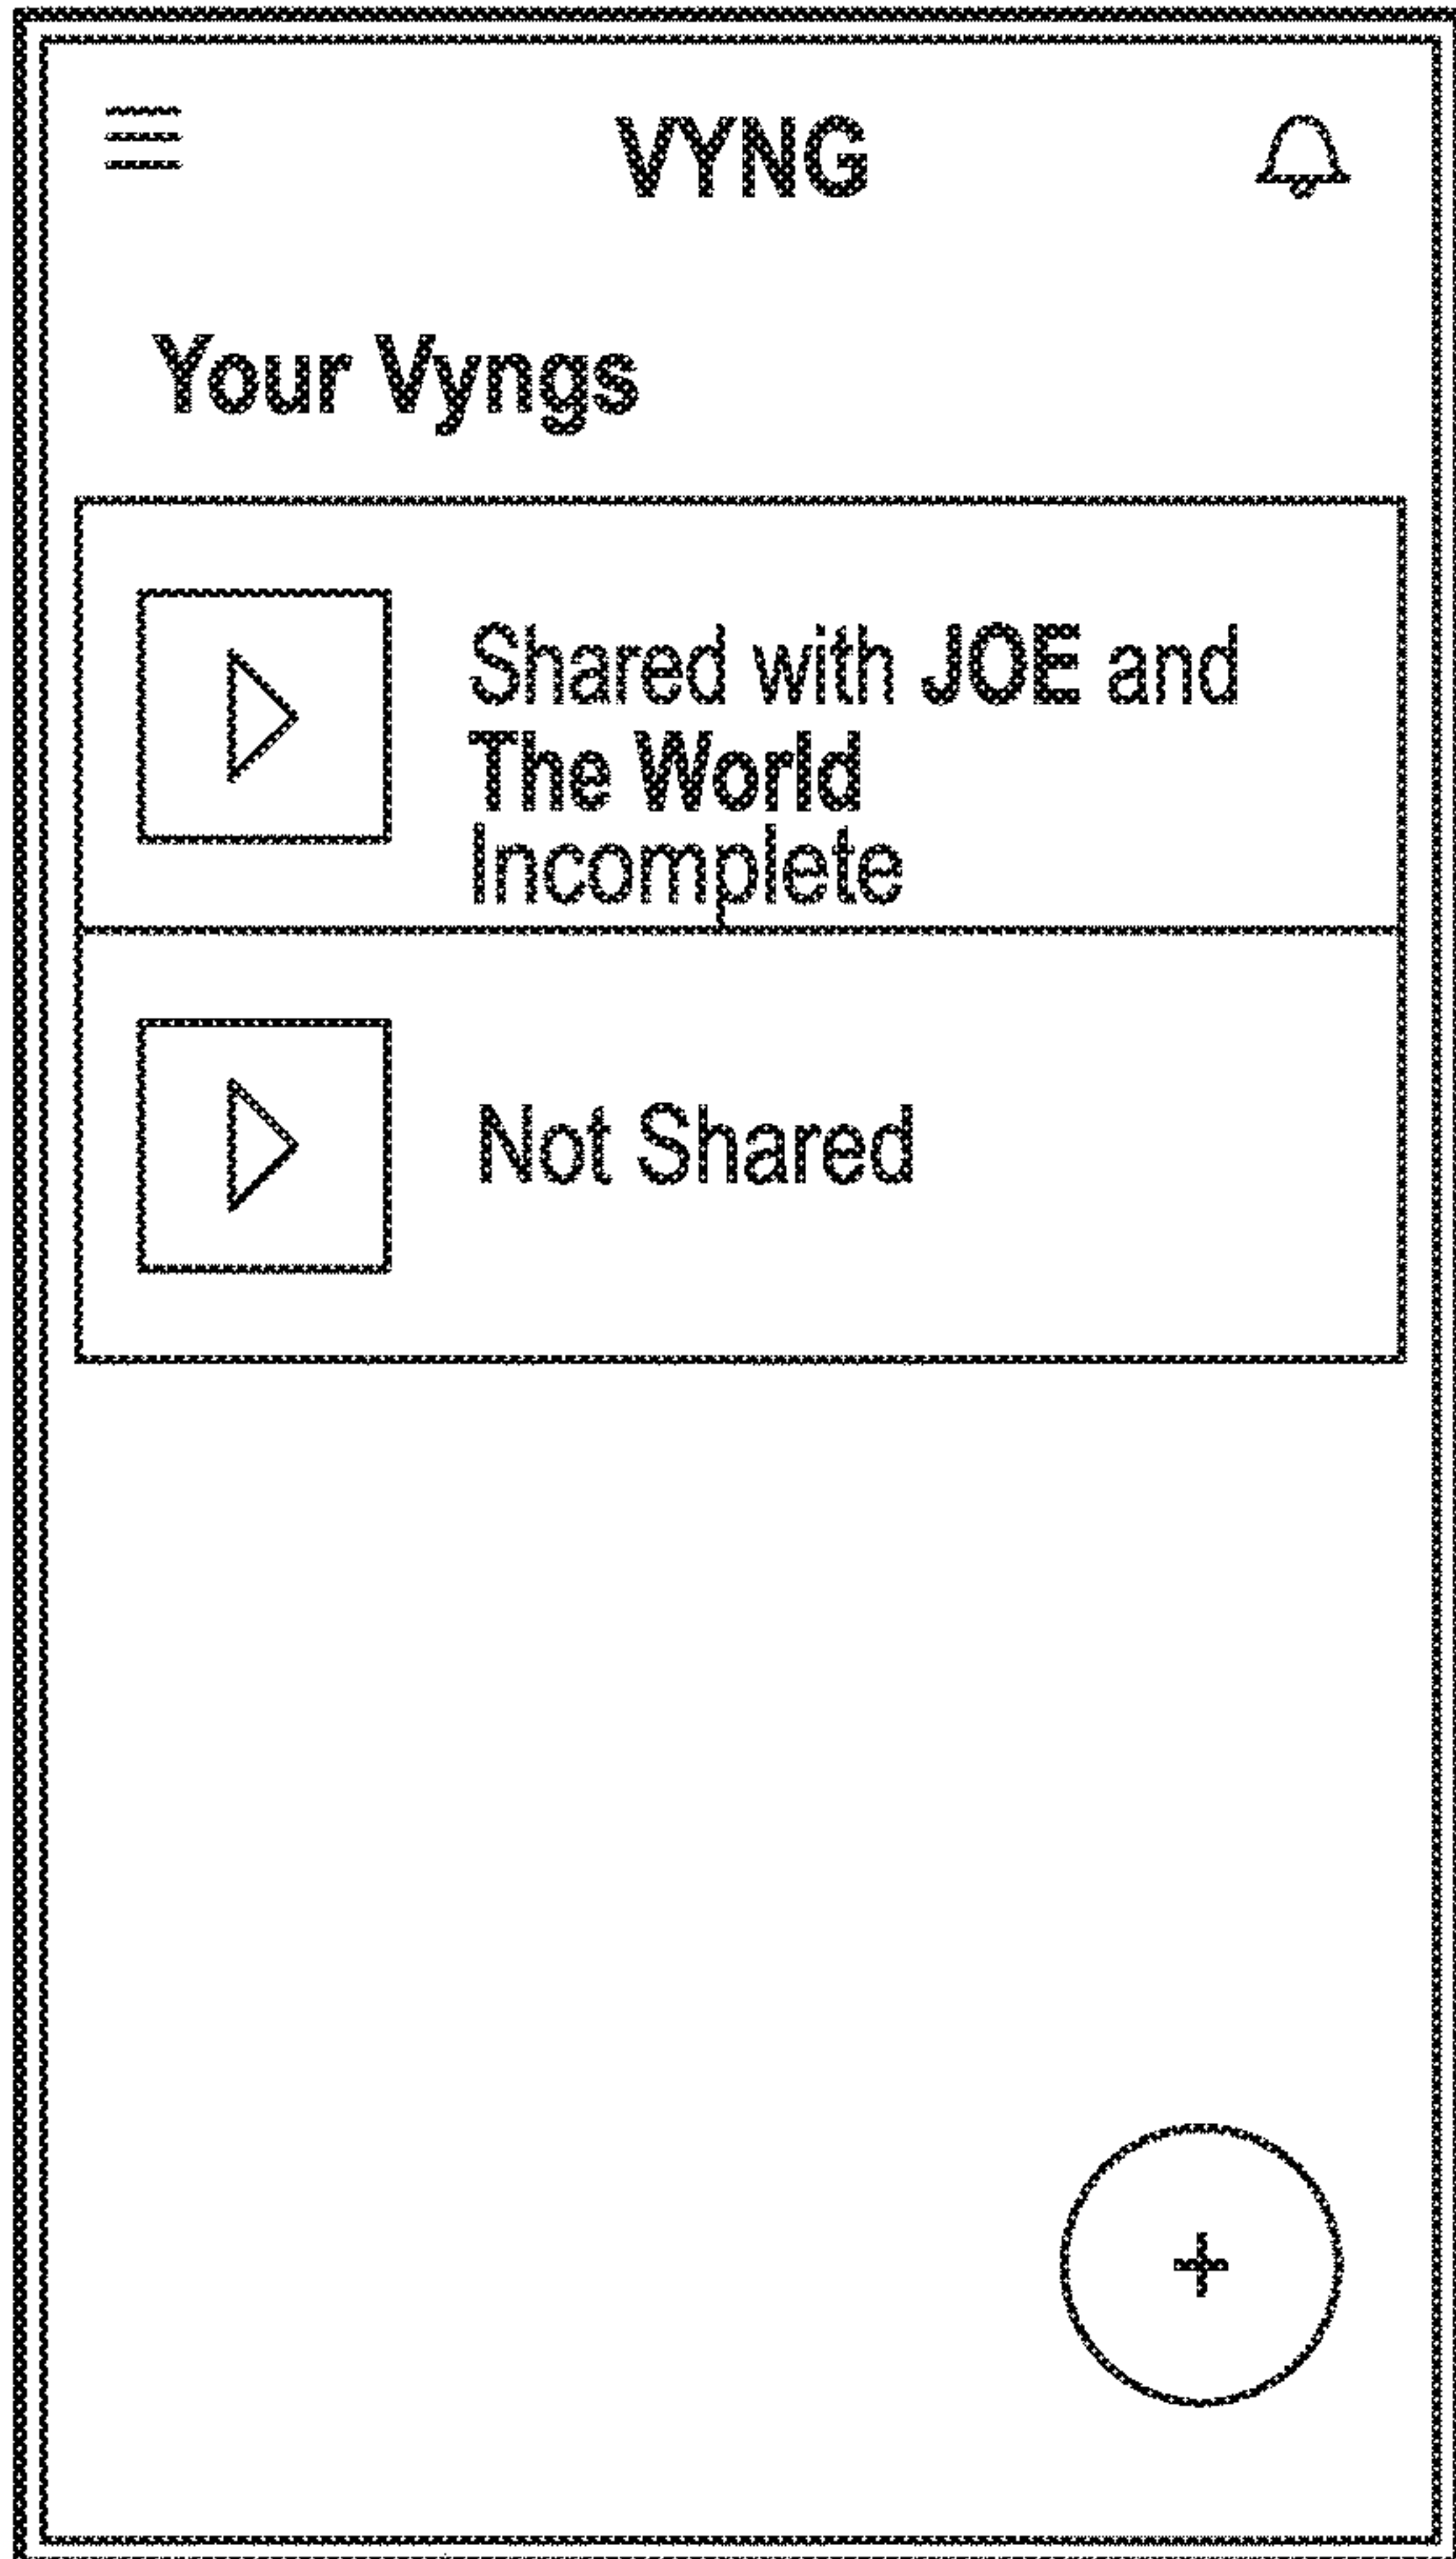 VYNG
Your Vyngs
Shared with JOE and
The World
Incomplete
Not Shared